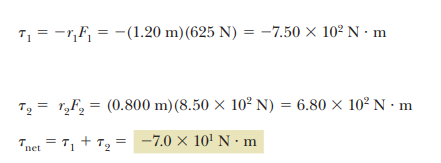 τ₁ = −r₁F₁ = −(1.20 m)(625 N) = −7.50 × 10² N · m
τ₂ = r₂F₂ = (0.800 m)(8.50 × 10² N) = 6.80 × 10² N · m
τnet = τ₁ + τ₂ = −7.0 × 10¹ N · m